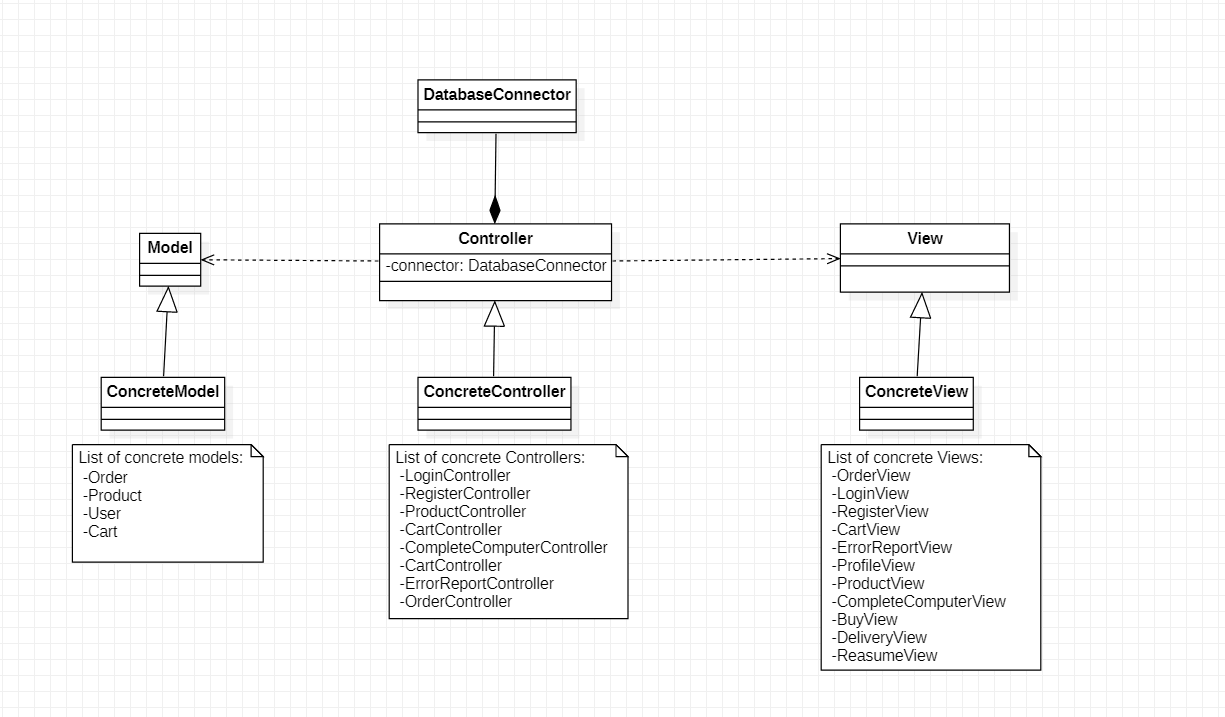 DatabaseConnector
Model
Controller
-connector: DatabaseConnector
View
ConcreteModel
ConcreteController
ConcreteView
List of concrete models:
-Order
-Product
-User
-Cart
List of concrete Controllers:
-LoginController
-RegisterController
-ProductController
-CartController
-CompleteComputerController
-CartController
-ErrorReportController
-OrderController
List of concrete Views:
-OrderView
-LoginView
-RegisterView
-CartView
-ErrorReportView
-ProfileView
-ProductView
-CompleteComputerView
-BuyView
-DeliveryView
-ReasumeView